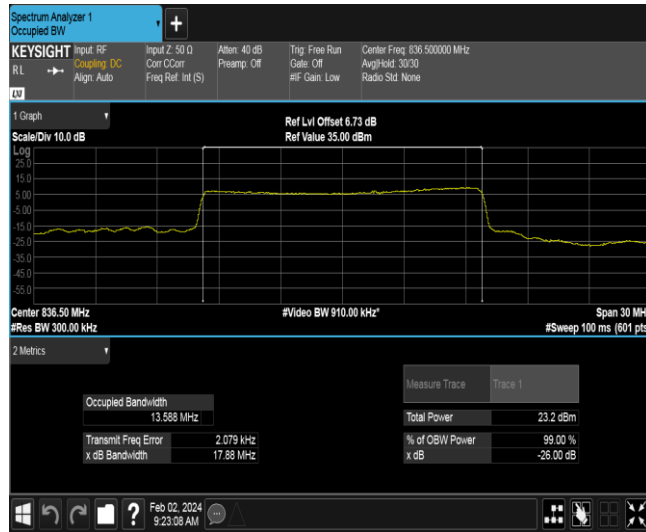 Spectrum Analyzer 1
Occupied BW
+
KEYSIGHT
RL
LXI
Input: RF
Coupling: DC
Align: Auto
Input Z: 50 Ω
Corr CCorr
Freq Ref: Int (S)
Atten: 40 dB
Preamp: Off
Trig: Free Run
Gate: Off
#IF Gain: Low
Center Freq: 836.500000 MHz
Avg|Hold: 30/30
Radio Std: None
1 Graph
Scale/Div 10.0 dB
Ref Lvl Offset 6.73 dB
Ref Value 35.00 dBm
Log
25.0
15.0
5.00
-5.00
-15.0
-25.0
-35.0
-45.0
-55.0
Center 836.50 MHz
#Video BW 910.00 kHz*
Span 30 MH
#Res BW 300.00 kHz
#Sweep 100 ms (601 pts
2 Metrics
Measure Trace
Trace 1
Occupied Bandwidth
13.588 MHz
Total Power
23.2 dBm
Transmit Freq Error
2.079 kHz
% of OBW Power
99.00 %
x dB Bandwidth
17.88 MHz
x dB
-26.00 dB
?
Feb 02, 2024
9:23:08 AM